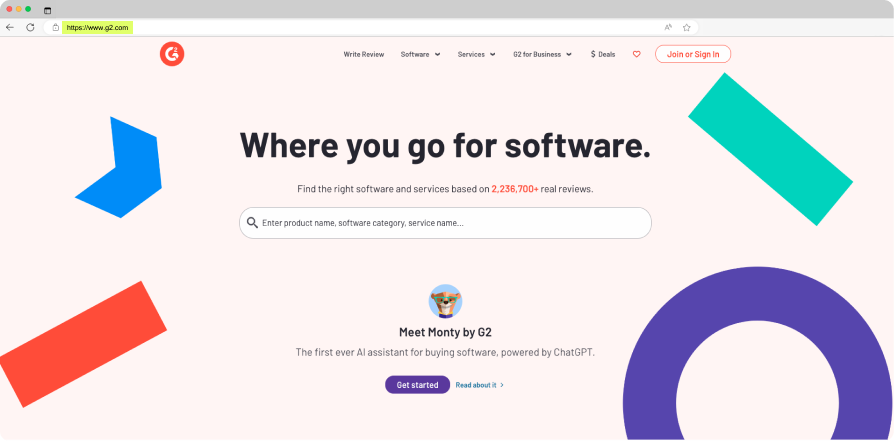 https://www.g2.com
Write Review Software Services G2 for Business $ Deals Join or Sign In
Where you go for software.
Find the right software and services based on 2,236,700+ real reviews.
Enter product name, software category, service name...
Meet Monty by G2
The first ever AI assistant for buying software, powered by ChatGPT.
Get started Read about it >